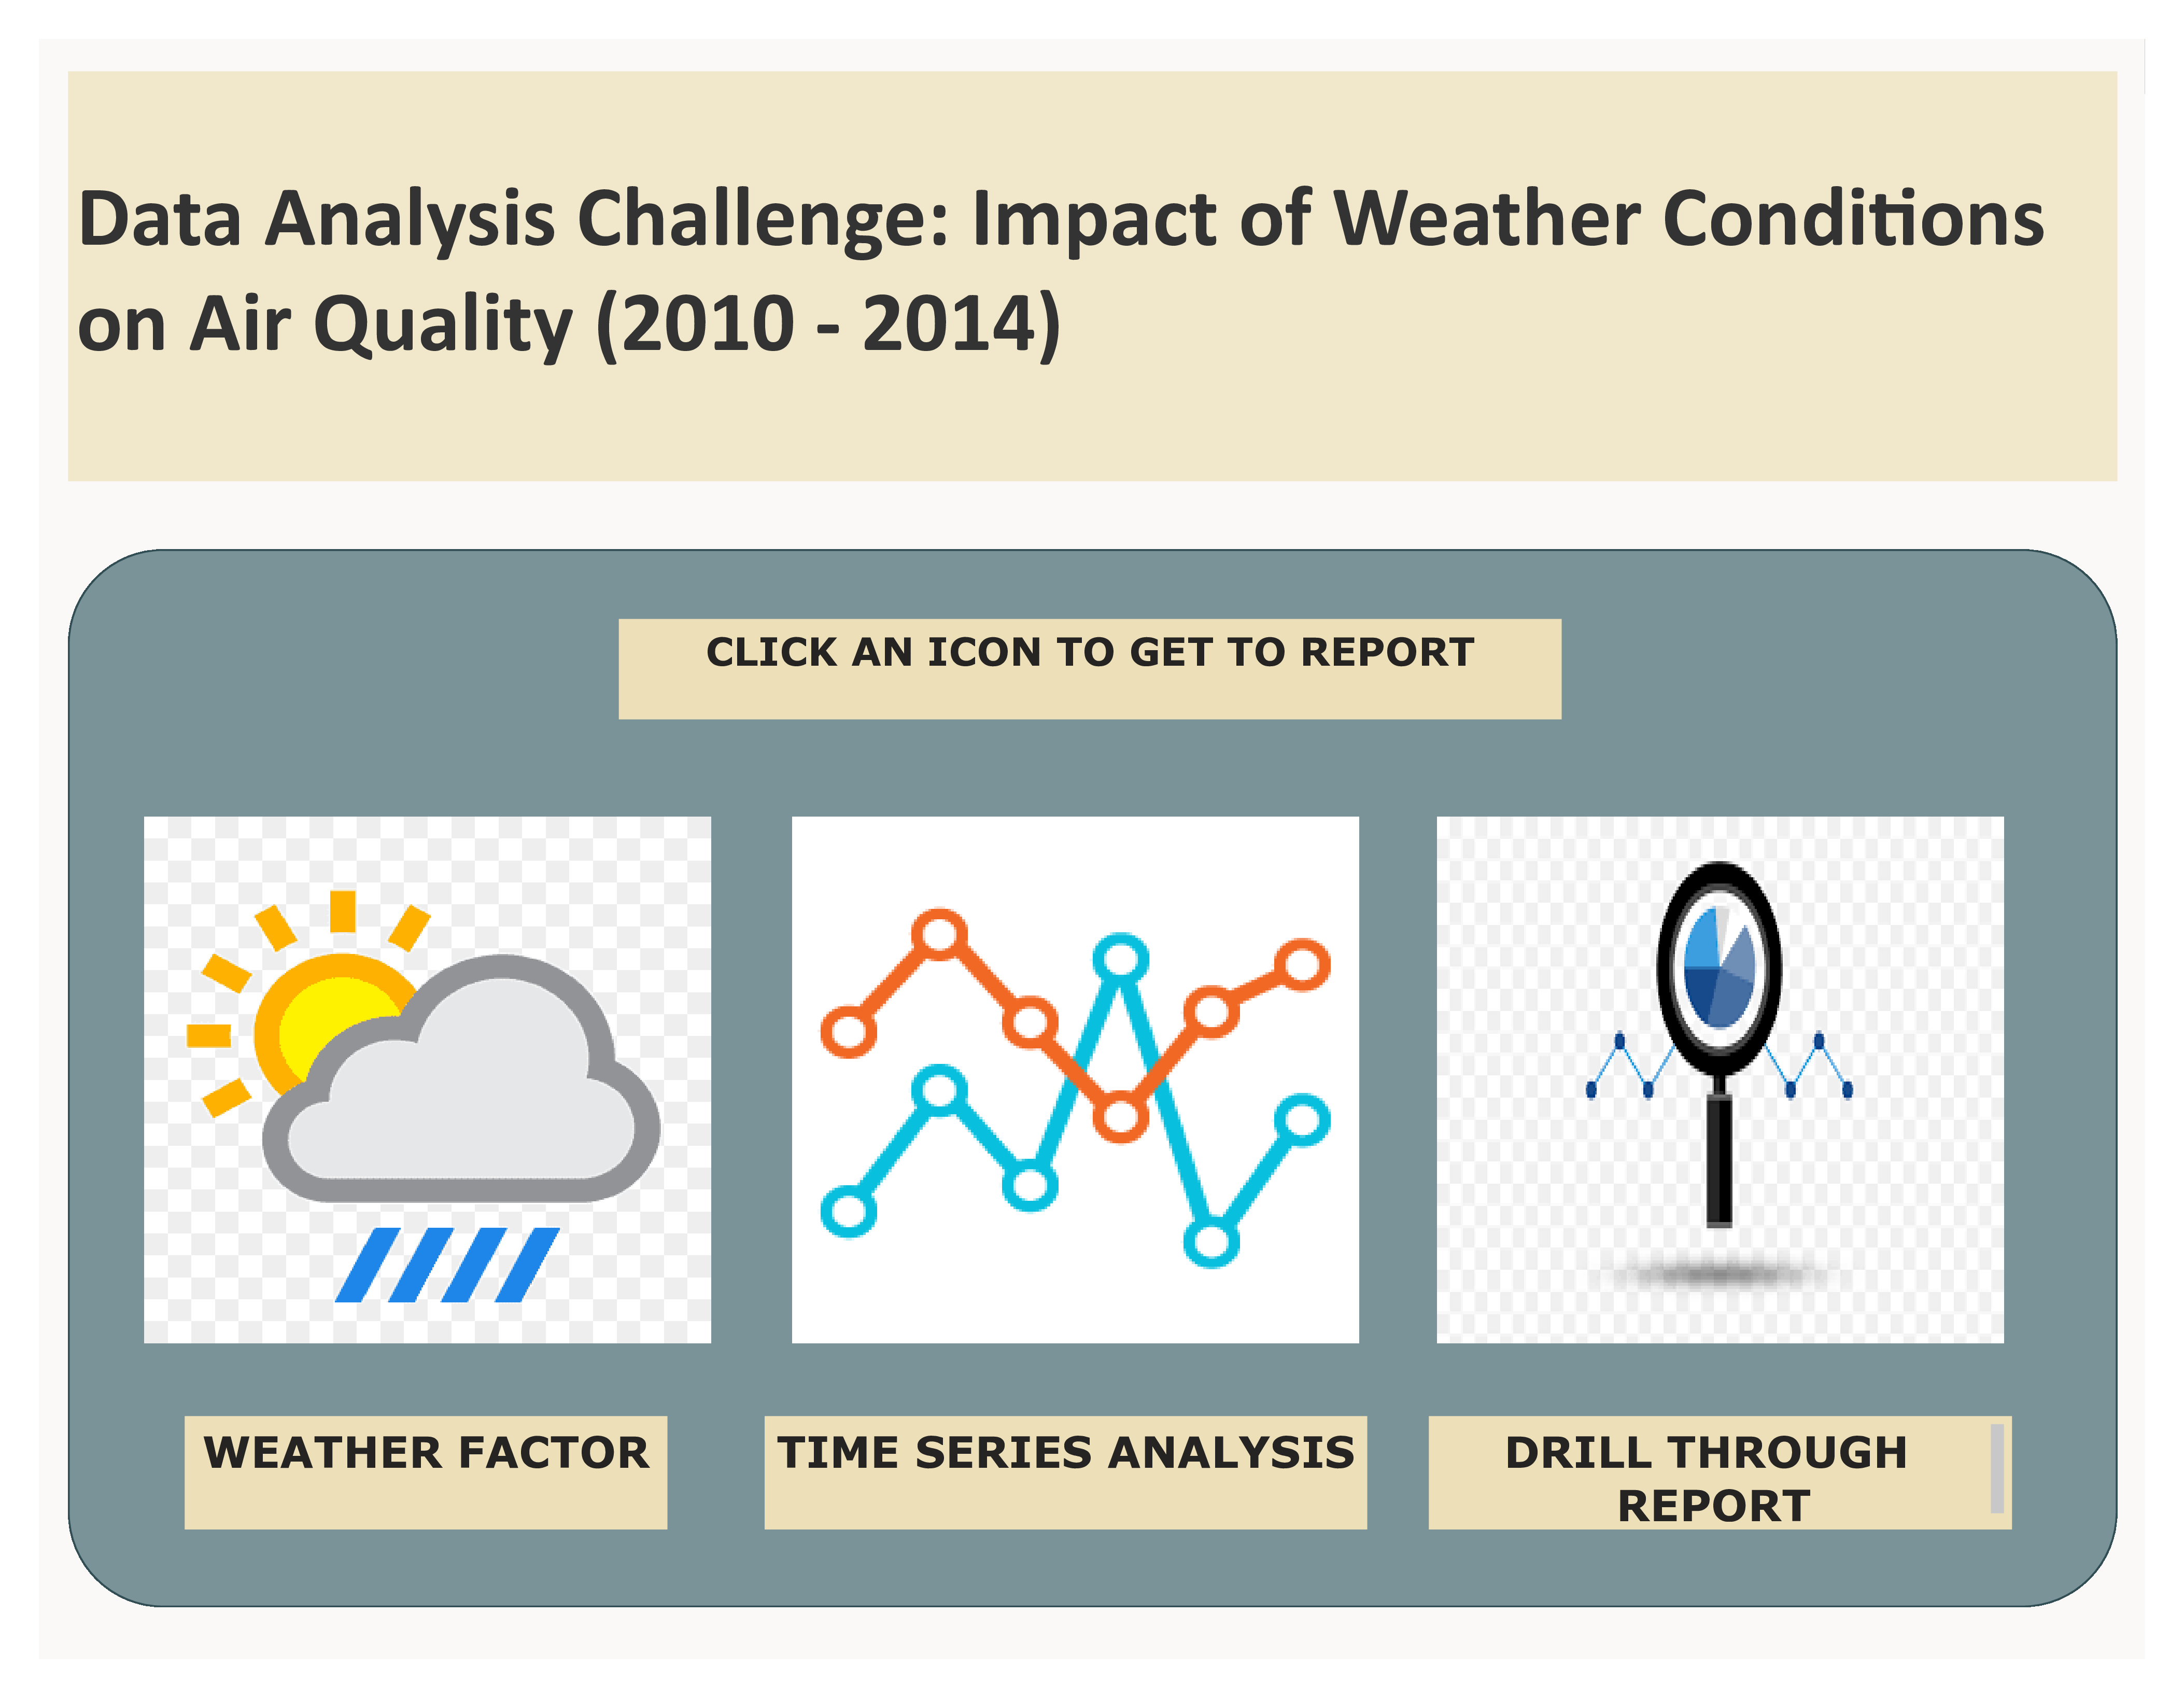 Data Analysis Challenge: Impact of Weather Conditions
on Air Quality (2010 - 2014)
CLICK AN ICON TO GET TO REPORT
WEATHER FACTOR
TIME SERIES ANALYSIS
DRILL THROUGH
REPORT